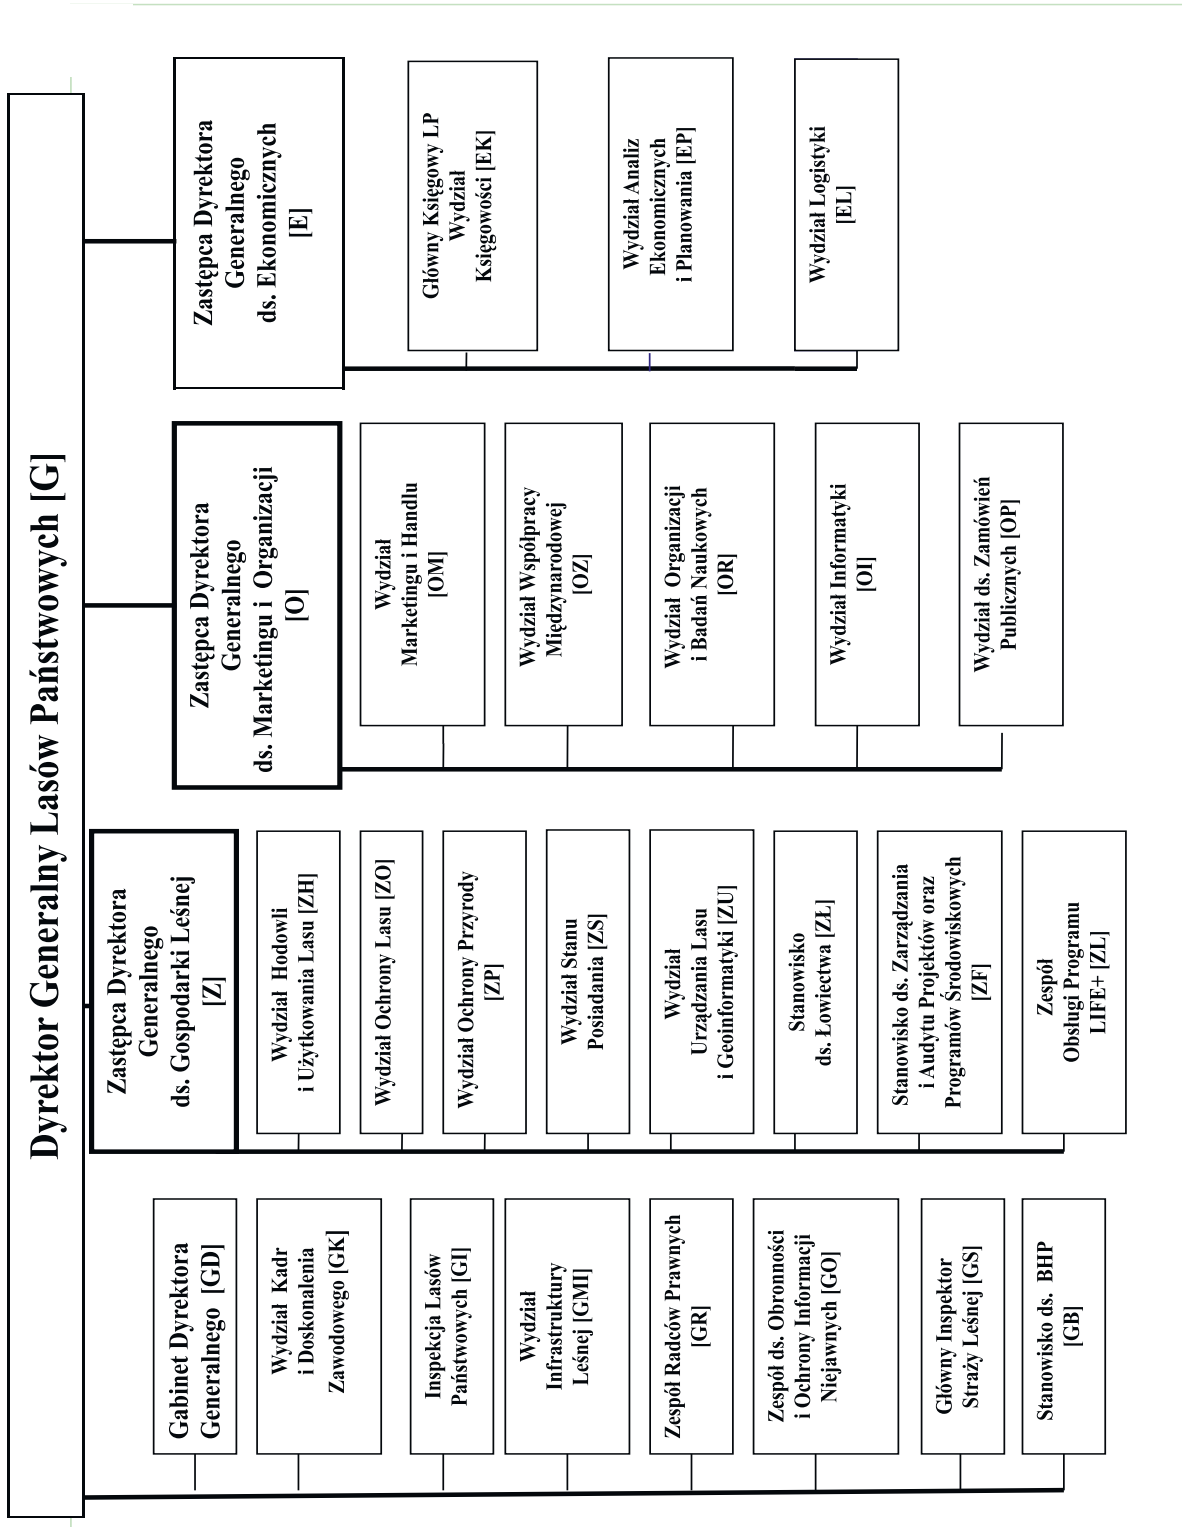 Dyrektor Generalny Lasów Państwowych [G]
Gabinet Dyrektora
Generalnego [GD]
Wydział Kadr
i Doskonalenia
Zawodowego [GK]
Inspekcja Lasów
Państwowych [GI]
Wydział
Infrastruktury
Leśnej [GMI]
Zespół Radców Prawnych
[GR]
Zespół ds. Obronności
i Ochrony Informacji
Niejawnych [GO]
Główny Inspektor
Straży Leśnej [GS]
Stanowisko ds. BHP
[GB]
Zastępca Dyrektora
Generalnego
ds. Gospodarki Leśnej
[Z]
Wydział Hodowli
i Użytkowania Lasu [ZH]
Wydział Ochrony Lasu [ZO]
Wydział Ochrony Przyrody
[ZP]
Wydział Stanu
Posiadania [ZS]
Wydział
Urządzania Lasu
i Geoinformatyki [ZU]
Stanowisko
ds. Łowiectwa [ZŁ]
Stanowisko ds. Zarządzania
i Audytu Projektów oraz
Programów Środowiskowych
[ZF]
Zespół
Obsługi Programu
LIFE+ [ZL]
Zastępca Dyrektora
Generalnego
ds. Marketingu i Organizacji
[O]
Wydział
Marketingu i Handlu
[OM]
Wydział Współpracy
Międzynarodowej
[OZ]
Wydział Organizacji
i Badań Naukowych
[OR]
Wydział Informatyki
[OI]
Wydział ds. Zamówień
Publicznych [OP]
Zastępca Dyrektora
Generalnego
ds. Ekonomicznych
[E]
Główny Księgowy LP
Wydział
Księgowości [EK]
Wydział Analiz
Ekonomicznych
i Planowania [EP]
Wydział Logistyki
[EL]